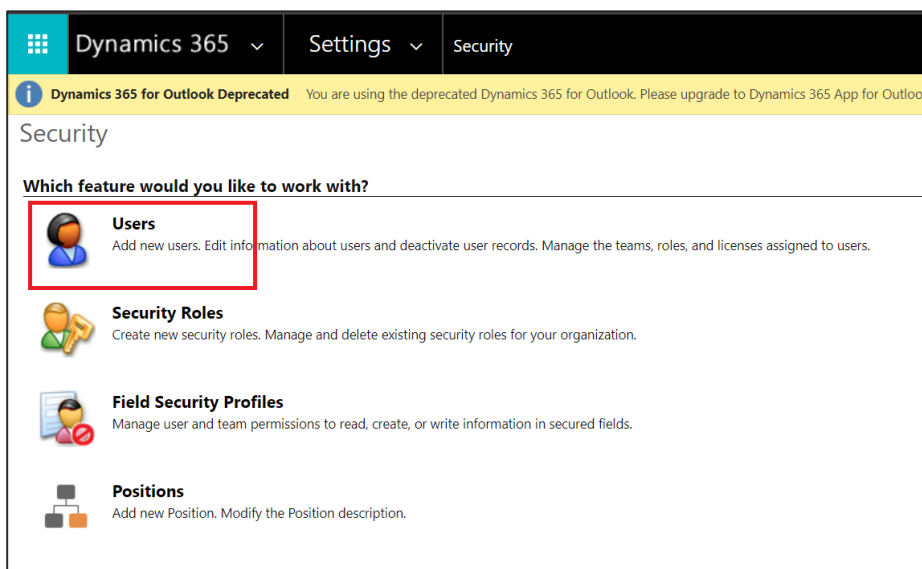 Dynamics 365 Settings Security
Dynamics 365 for Outlook Deprecated You are using the deprecated Dynamics 365 for Outlook. Please upgrade to Dynamics 365 App for
Security
Which feature would you like to work with?
Users
Add new users. Edit information about users and deactivate user records. Manage the teams, roles, and licenses assigned to users.
Security Roles
Create new security roles. Manage and delete existing security roles for your organization.
Field Security Profiles
Manage user and team permissions to read, create, or write information in secured fields.
Positions
Add new Position. Modify the Position description.